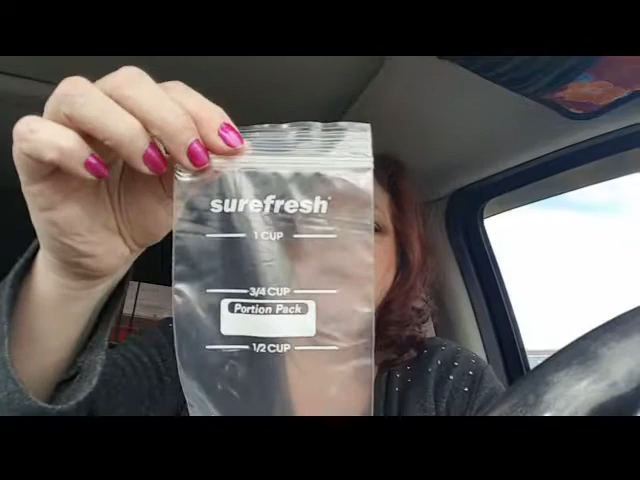 surefresh®
1 CUP
3/4 CUP
Portion Pack
1/2 CUP